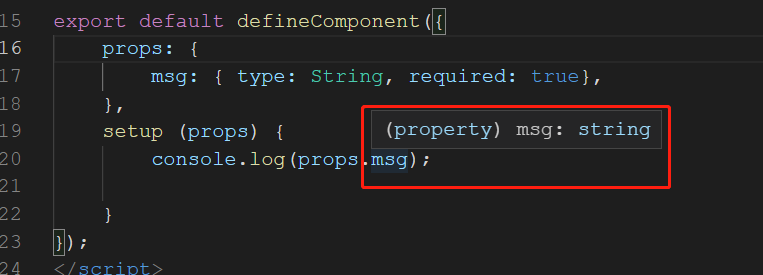 15 export default defineComponent({
16 props: {
17 msg: { type: String, required: true},
18 },
19 setup (props) { (property) msg: string
20 console.log(props.msg);
21
22 }
23 });
24 </script>